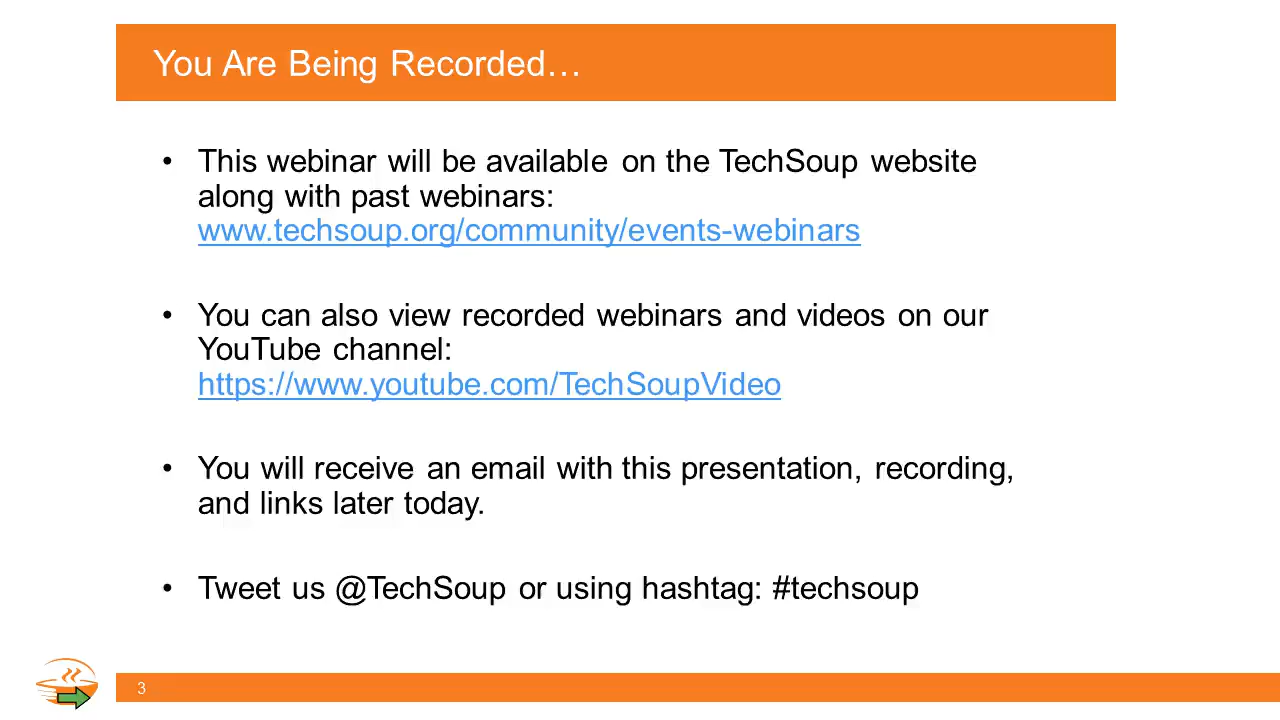 You Are Being Recorded…
• This webinar will be available on the TechSoup website
along with past webinars:
www.techsoup.org/community/events-webinars
• You can also view recorded webinars and videos on our
YouTube channel:
https://www.youtube.com/TechSoupVideo
• You will receive an email with this presentation, recording,
and links later today.
• Tweet us @TechSoup or using hashtag: #techsoup
3